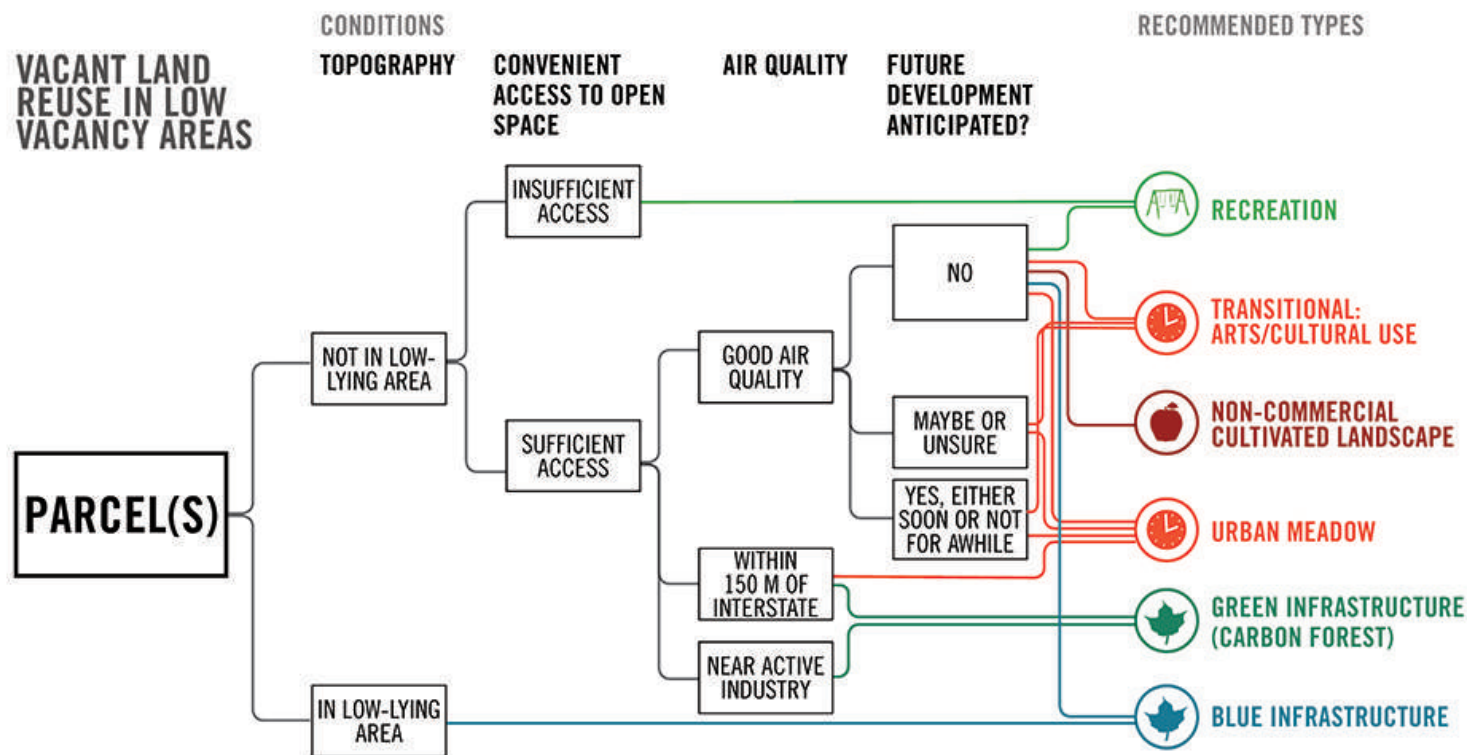 VACANT LAND
REUSE IN LOW
VACANCY AREAS
CONDITIONS
TOPOGRAPHY
CONVENIENT
ACCESS TO OPEN
SPACE
AIR QUALITY
FUTURE
DEVELOPMENT
ANTICIPATED?
RECOMMENDED TYPES
PARCEL(S)
NOT IN LOW-
LYING AREA
IN LOW-LYING
AREA
INSUFFICIENT
ACCESS
SUFFICIENT
ACCESS
GOOD AIR
QUALITY
WITHIN
150 M OF
INTERSTATE
NEAR ACTIVE
INDUSTRY
NO
MAYBE OR
UNSURE
YES, EITHER
SOON OR NOT
FOR AWHILE
RECREATION
TRANSITIONAL:
ARTS/CULTURAL USE
NON-COMMERCIAL
CULTIVATED LANDSCAPE
URBAN MEADOW
GREEN INFRASTRUCTURE
(CARBON FOREST)
BLUE INFRASTRUCTURE